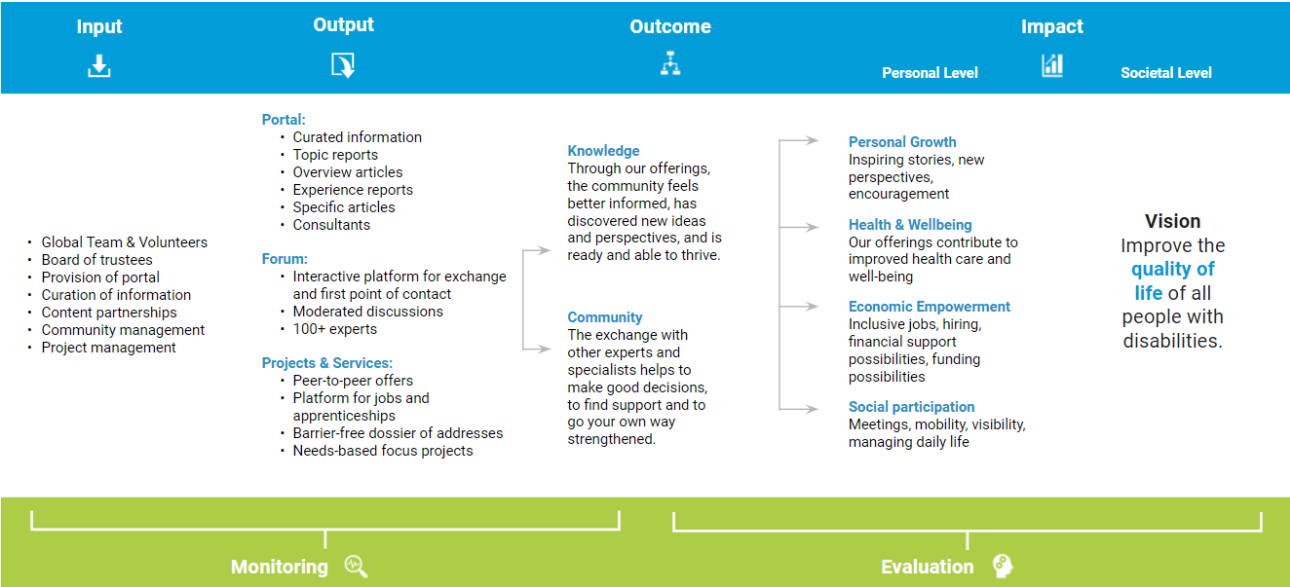 Input
Output
Outcome
Impact
Personal Level
Societal Level
• Global Team & Volunteers
• Board of trustees
• Provision of portal
• Curation of information
• Content partnerships
• Community management
• Project management
Portal:
• Curated information
• Topic reports
• Overview articles
• Experience reports
• Specific articles
• Consultants
Forum:
• Interactive platform for exchange
and first point of contact
• Moderated discussions
• 100+ experts
Projects & Services:
• Peer-to-peer offers
• Platform for jobs and
apprenticeships
• Barrier-free dossier of addresses
• Needs-based focus projects
Knowledge
Through our offerings,
the community feels
better informed, has
discovered new ideas
and perspectives, and is
ready and able to thrive.
Community
The exchange with
other experts and
specialists helps to
make good decisions,
to find support and to
go your own way
strengthened.
Personal Growth
Inspiring stories, new
perspectives,
encouragement
Health & Wellbeing
Our offerings contribute to
improved health care and
well-being
Economic Empowerment
Inclusive jobs, hiring,
financial support
possibilities, funding
possibilities
Social participation
Meetings, mobility, visibility,
managing daily life
Vision
Improve the
quality of
life of all
people with
disabilities.
Monitoring
Evaluation